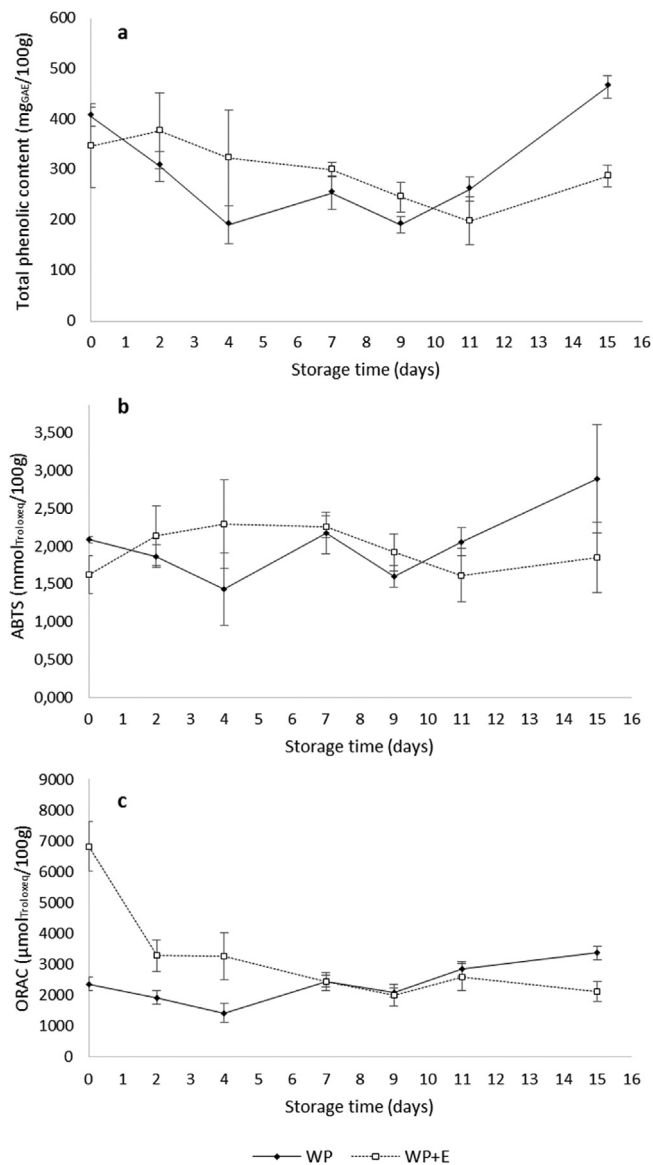 a
Total phenolic content (mgGAE/100g)
600
500
400
300
200
100
0
0 1 2 3 4 5 6 7 8 9 10 11 12 13 14 15 16
Storage time (days)
b
ABTS (mmolTroloxeq/100g)
3,500
3,000
2,500
2,000
1,500
1,000
0,500
0,000
0 1 2 3 4 5 6 7 8 9 10 11 12 13 14 15 16
Storage time (days)
c
ORAC (μmolTroloxeq/100g)
9000
8000
7000
6000
5000
4000
3000
2000
1000
0
0 1 2 3 4 5 6 7 8 9 10 11 12 13 14 15 16
Storage time (days)
WP WP+E